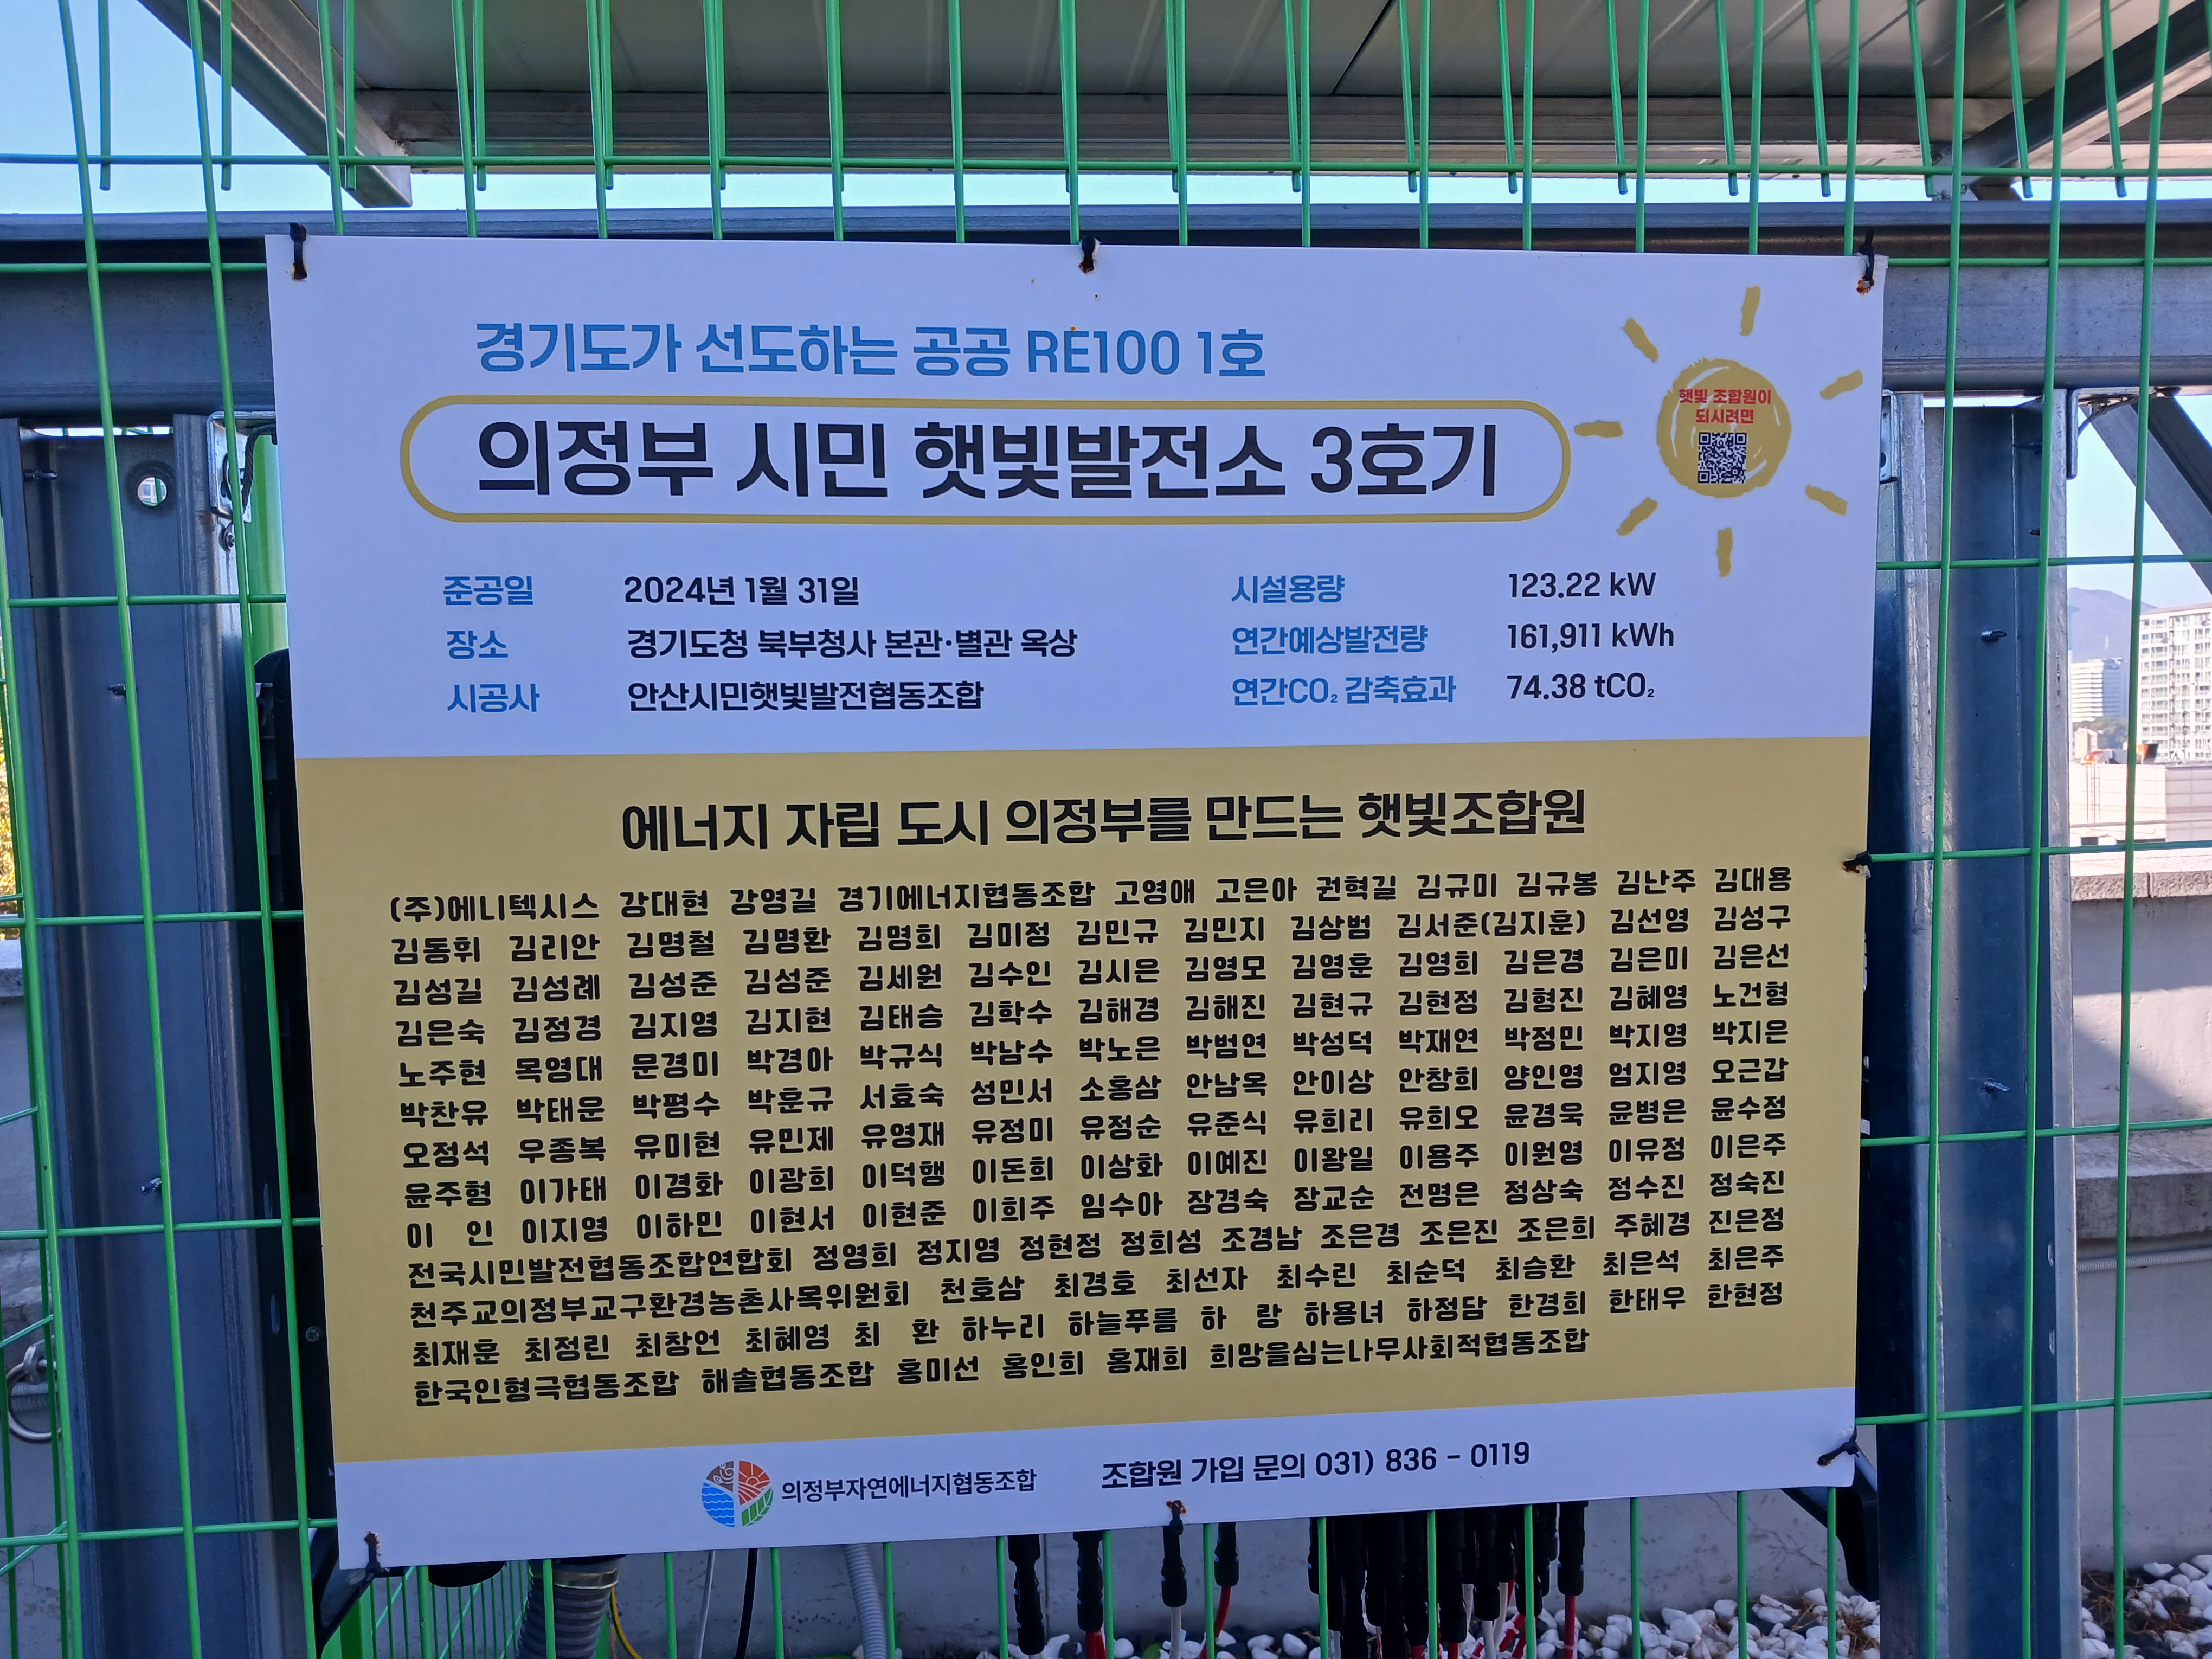 경기도가 선도하는 공공 RE100 1호
의정부 시민 햇빛발전소 3호기
햇빛 조합원이
되시려면
준공일 2024년 1월 31일
장소 경기도청 북부청사 본관·별관 옥상
시공사 안산시민햇빛발전협동조합
시설용량 123.22 kW
연간예상발전량 161,911 kWh
연간CO₂ 감축효과 74.38 tCO₂
에너지 자립 도시 의정부를 만드는 햇빛조합원
(주)에니텍시스 강대현 강영길 경기에너지협동조합 고영애 고은아 권혁길 김규미 김규봉 김난주 김대용
김동휘 김리안 김명철 김명환 김명희 김미정 김민규 김민지 김상범 김서준(김지훈) 김선영 김성구
김성길 김성례 김성준 김성준 김세원 김수인 김시은 김영모 김영훈 김영희 김은경 김은미 김은선
김은숙 김정경 김지영 김지현 김태승 김학수 김해경 김해진 김현규 김현정 김형진 김혜영 노건형
노주현 목영대 문경미 박경아 박규식 박남수 박노은 박범연 박성덕 박재연 박정민 박지영 박지은
박찬유 박태운 박평수 박훈규 서효숙 성민서 소홍삼 안남옥 안이상 안창희 양인영 엄지영 오근갑
오정석 우종복 유미현 유민제 유영재 유정미 유정순 유준식 유희리 유희오 윤경욱 윤병은 윤수정
윤주형 이가태 이경화 이광희 이덕행 이돈희 이상화 이예진 이왕일 이용주 이원영 이유정 이은주
이 인 이지영 이하민 이현서 이현준 이희주 임수아 장경숙 장교순 전명은 정상숙 정수진 정숙진
전국시민발전협동조합연합회 정영희 정지영 정현정 정희성 조경남 조은경 조은진 조은희 주혜경 진은정
천주교의정부교구환경농촌사목위원회 천호삼 최경호 최선자 최수린 최순덕 최승환 최은석 최은주
최재훈 최정린 최창언 최혜영 최 환 하누리 하늘푸름 하 랑 하용녀 하정담 한경희 한태우 한현정
한국인형극협동조합 해솔협동조합 홍미선 홍인희 홍재희 희망을심는나무사회적협동조합
의정부자연에너지협동조합 조합원 가입 문의 031) 836 - 0119